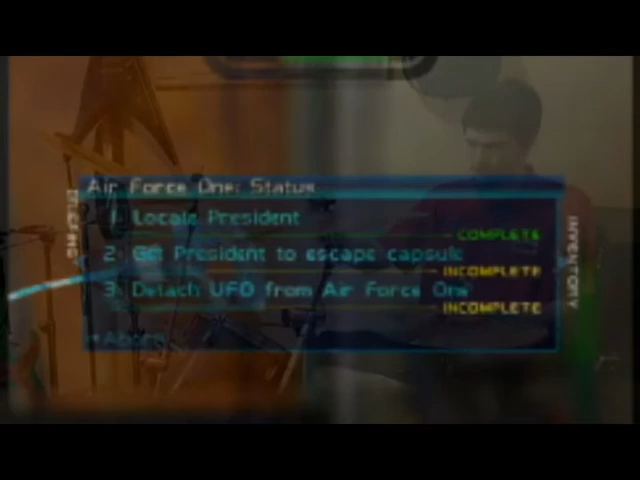 Air Force One: Status
1: Locate President
COMPLETE
2: Get President to escape capsule
INCOMPLETE
3: Detach UFO from Air Force One
INCOMPLETE
Abort
INVENTORY